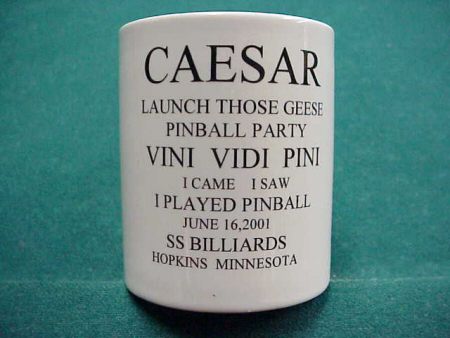 CAESAR
LAUNCH THOSE GEESE
PINBALL PARTY
VINI VIDI PINI
I CAME I SAW
I PLAYED PINBALL
JUNE 16,2001
SS BILLIARDS
HOPKINS MINNESOTA